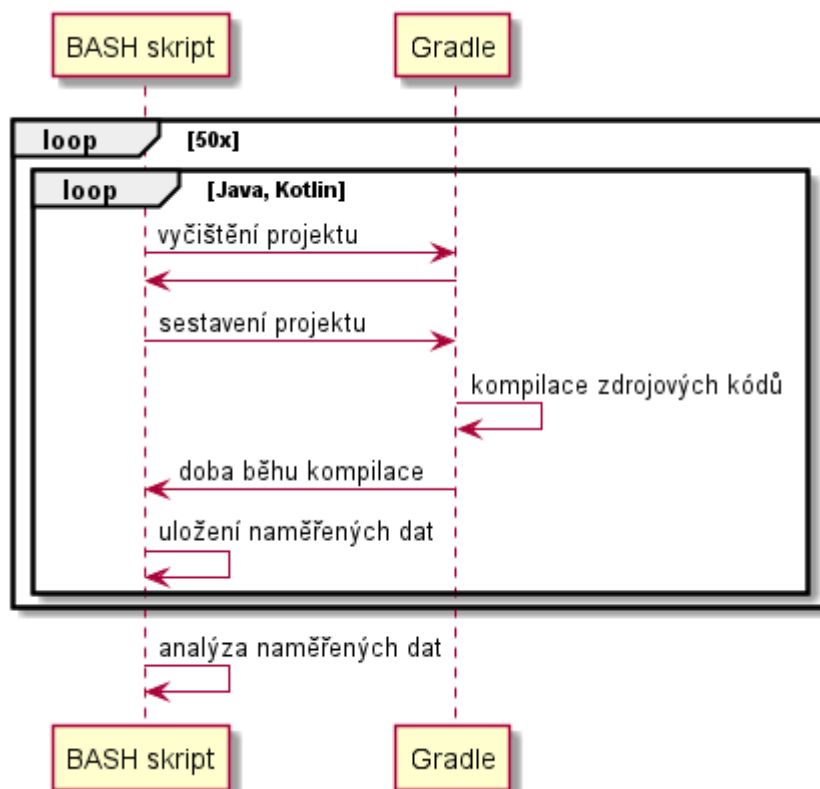 BASH skript
Gradle
loop [50x]
loop [Java, Kotlin]
vyčištění projektu
sestavení projektu
kompilace zdrojových kódů
doba běhu kompilace
uložení naměřených dat
analýza naměřených dat
BASH skript
Gradle